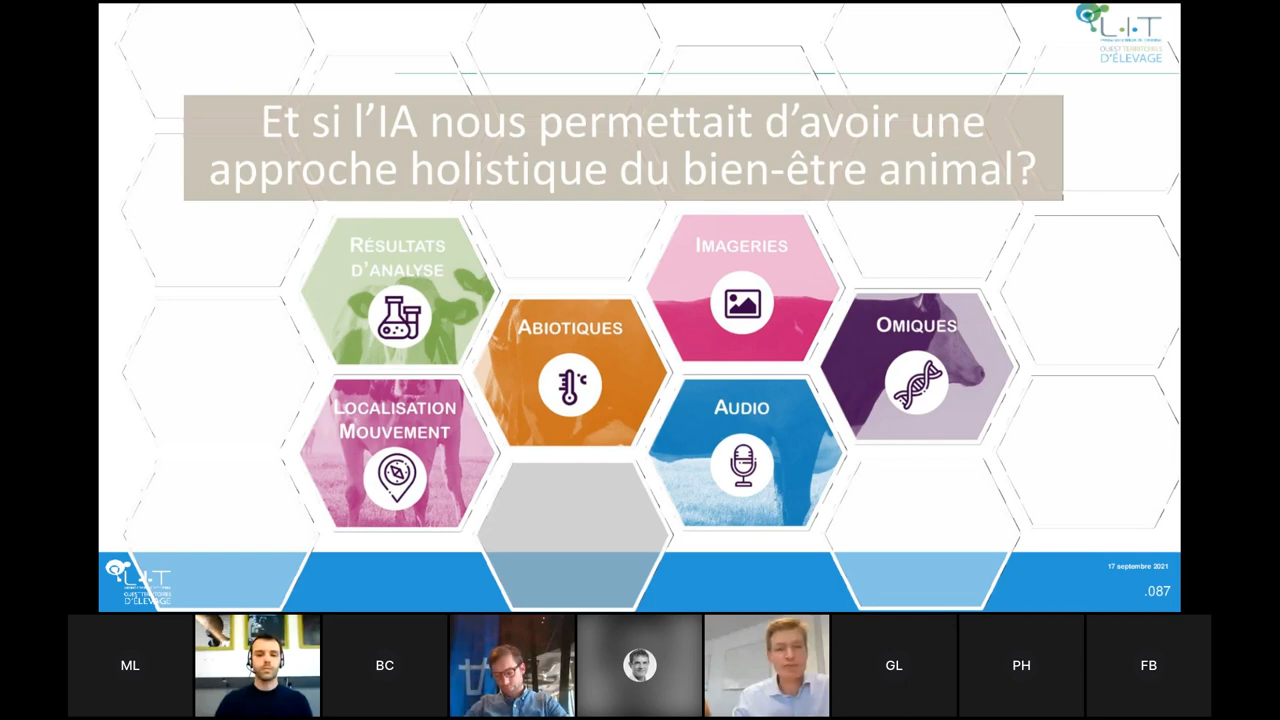 L.I.T
OUEST TERRITOIRES
D'ÉLEVAGE
Et si l'IA nous permettait d'avoir une
approche holistique du bien-être animal?
RÉSULTATS
D'ANALYSE
IMAGERIES
ABIOTIQUES
°C
OMIQUES
LOCALISATION
MOUVEMENT
AUDIO
L.I.T
OUEST TERRITOIRES
D'ÉLEVAGE
17 septembre 2021
.087
ML
BC
GL
PH
FB